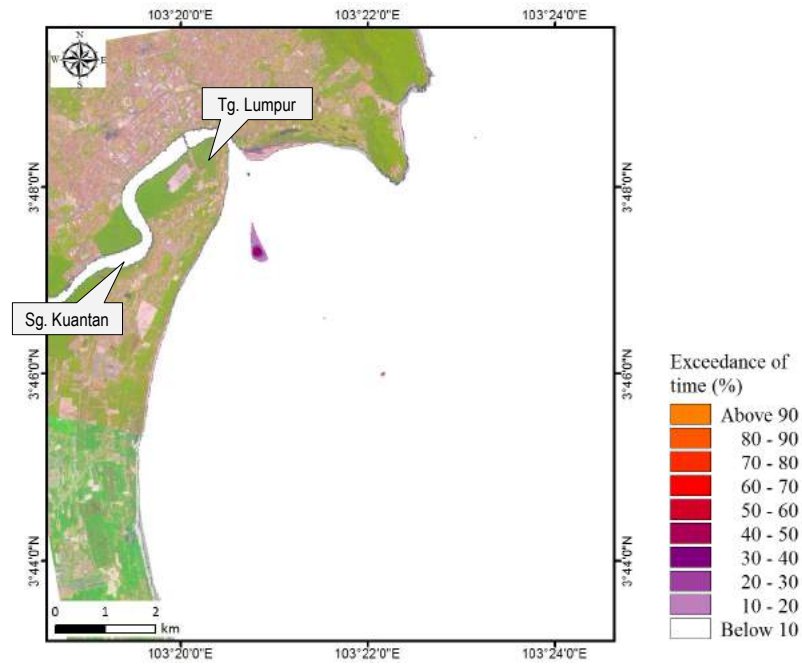 103°20'0"E 103°22'0"E 103°24'0"E
N
W E
S
Tg. Lumpur
3°48'0"N 3°48'0"N
Sg. Kuantan
3°46'0"N 3°46'0"N
Exceedance of
time (%)
Above 90
80 - 90
70 - 80
60 - 70
50 - 60
40 - 50
30 - 40
20 - 30
10 - 20
Below 10
3°44'0"N 3°44'0"N
0 1 2
km
103°20'0"E 103°22'0"E 103°24'0"E